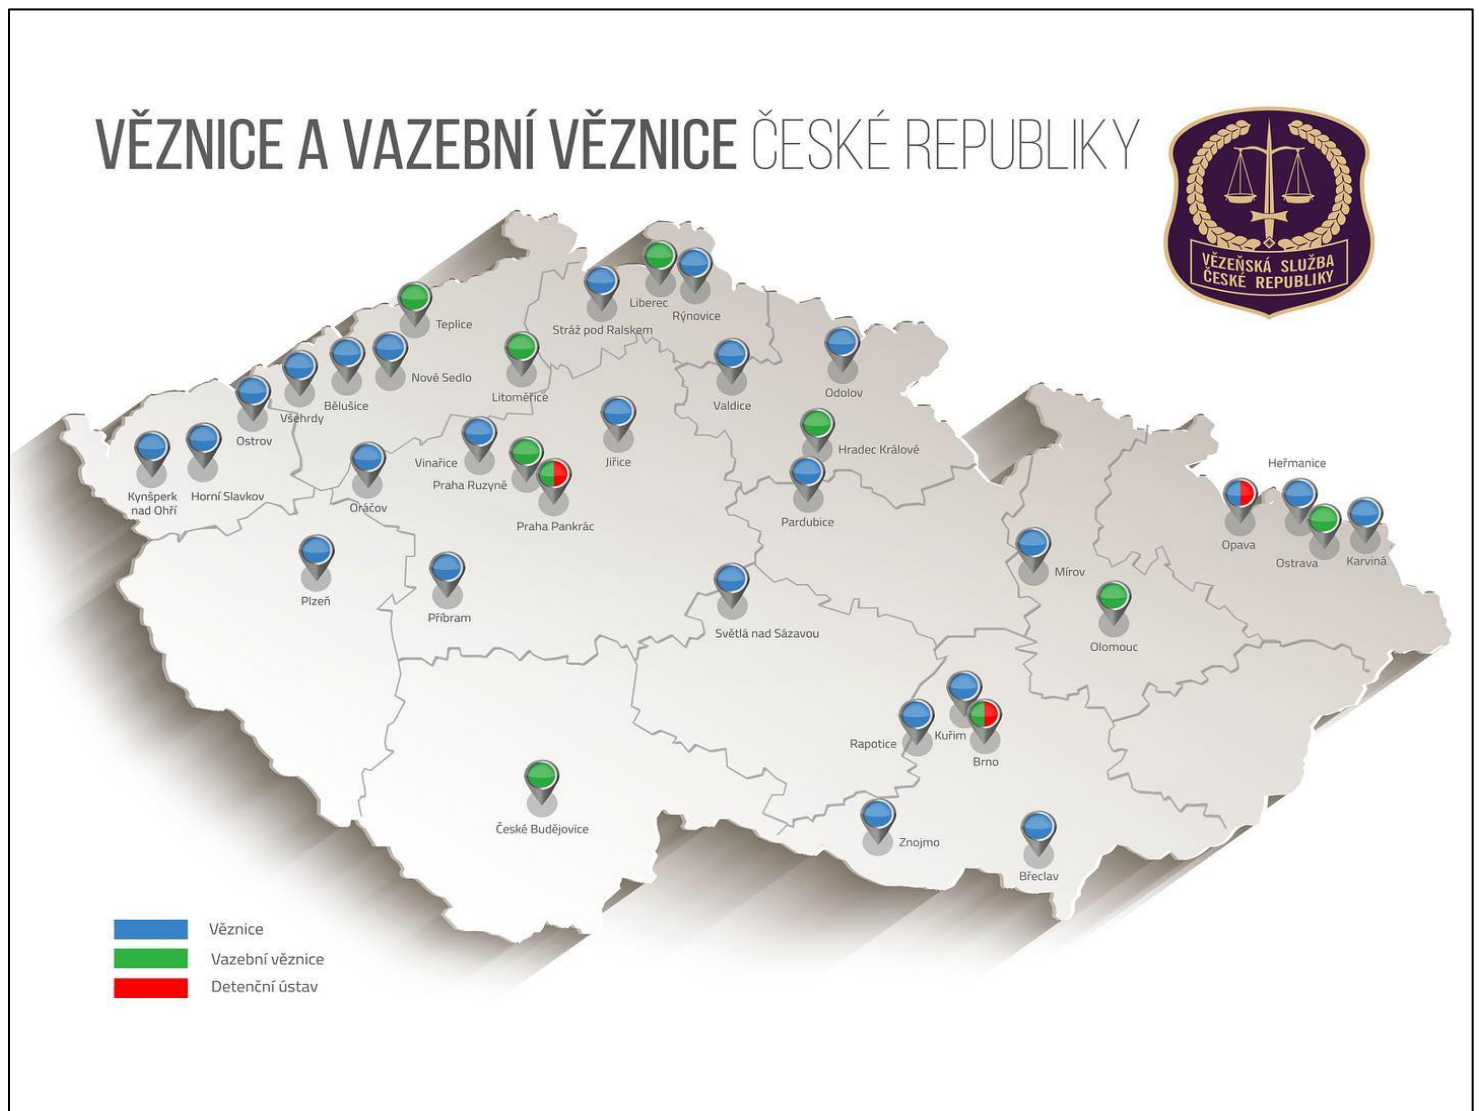 VĚZNICE A VAZEBNÍ VĚZNICE ČESKÉ REPUBLIKY
VĚZEŇSKÁ SLUŽBA
ČESKÉ REPUBLIKY
Liberec
Rýnovice
Teplice
Stráž pod Ralskem
Nové Sedlo
Litoměřice
Valdice
Odolov
Bělušice
Všehrdy
Ostrov
Hradec Králové
Vinařice
Jiřice
Heřmanice
Praha Ruzyně
Kynšperk
nad Ohří
Horní Slavkov
Oráčov
Praha Pankrác
Pardubice
Opava
Ostrava
Karviná
Mírov
Plzeň
Příbram
Světlá nad Sázavou
Olomouc
Rapotice
Kuřim
Brno
České Budějovice
Znojmo
Břeclav
Věznice
Vazební věznice
Detenční ústav